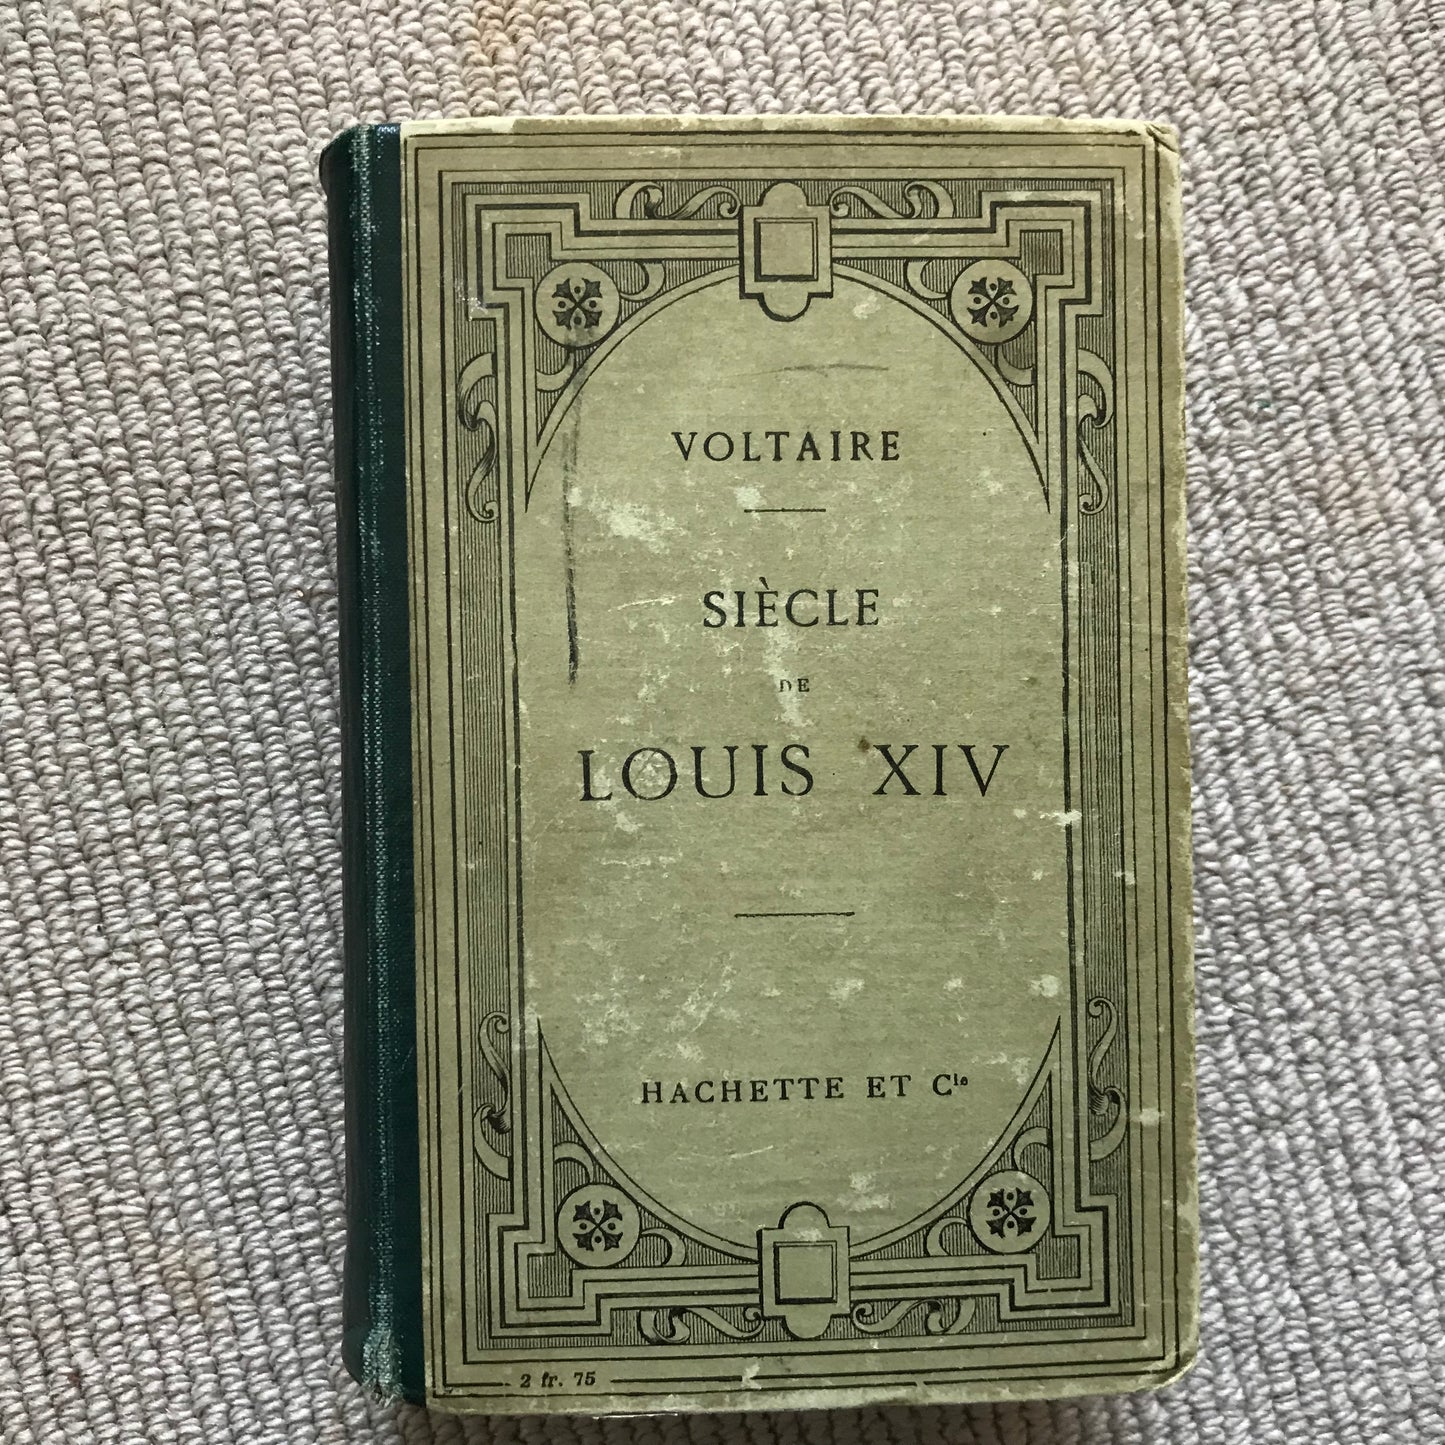 VOLTAIRE
SIÈCLE
DE
LOUIS XIV
HACHETTE ET Cie
2 fr. 75